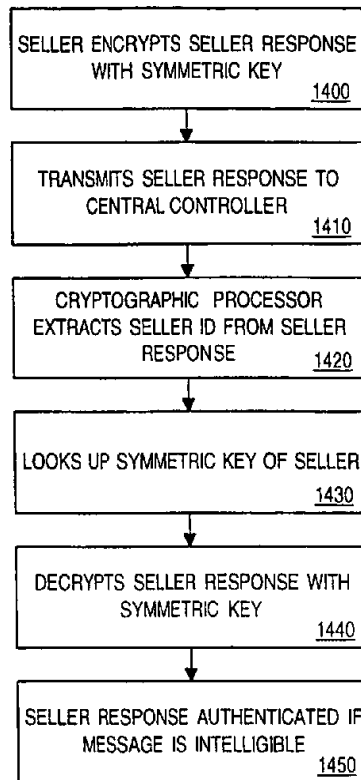 SELLER ENCRYPTS SELLER RESPONSE
WITH SYMMETRIC KEY
1400
TRANSMITS SELLER RESPONSE TO
CENTRAL CONTROLLER
1410
CRYPTOGRAPHIC PROCESSOR
EXTRACTS SELLER ID FROM SELLER
RESPONSE
1420
LOOKS UP SYMMETRIC KEY OF SELLER
1430
DECRYPTS SELLER RESPONSE WITH
SYMMETRIC KEY
1440
SELLER RESPONSE AUTHENTICATED IF
MESSAGE IS INTELLIGIBLE
1450